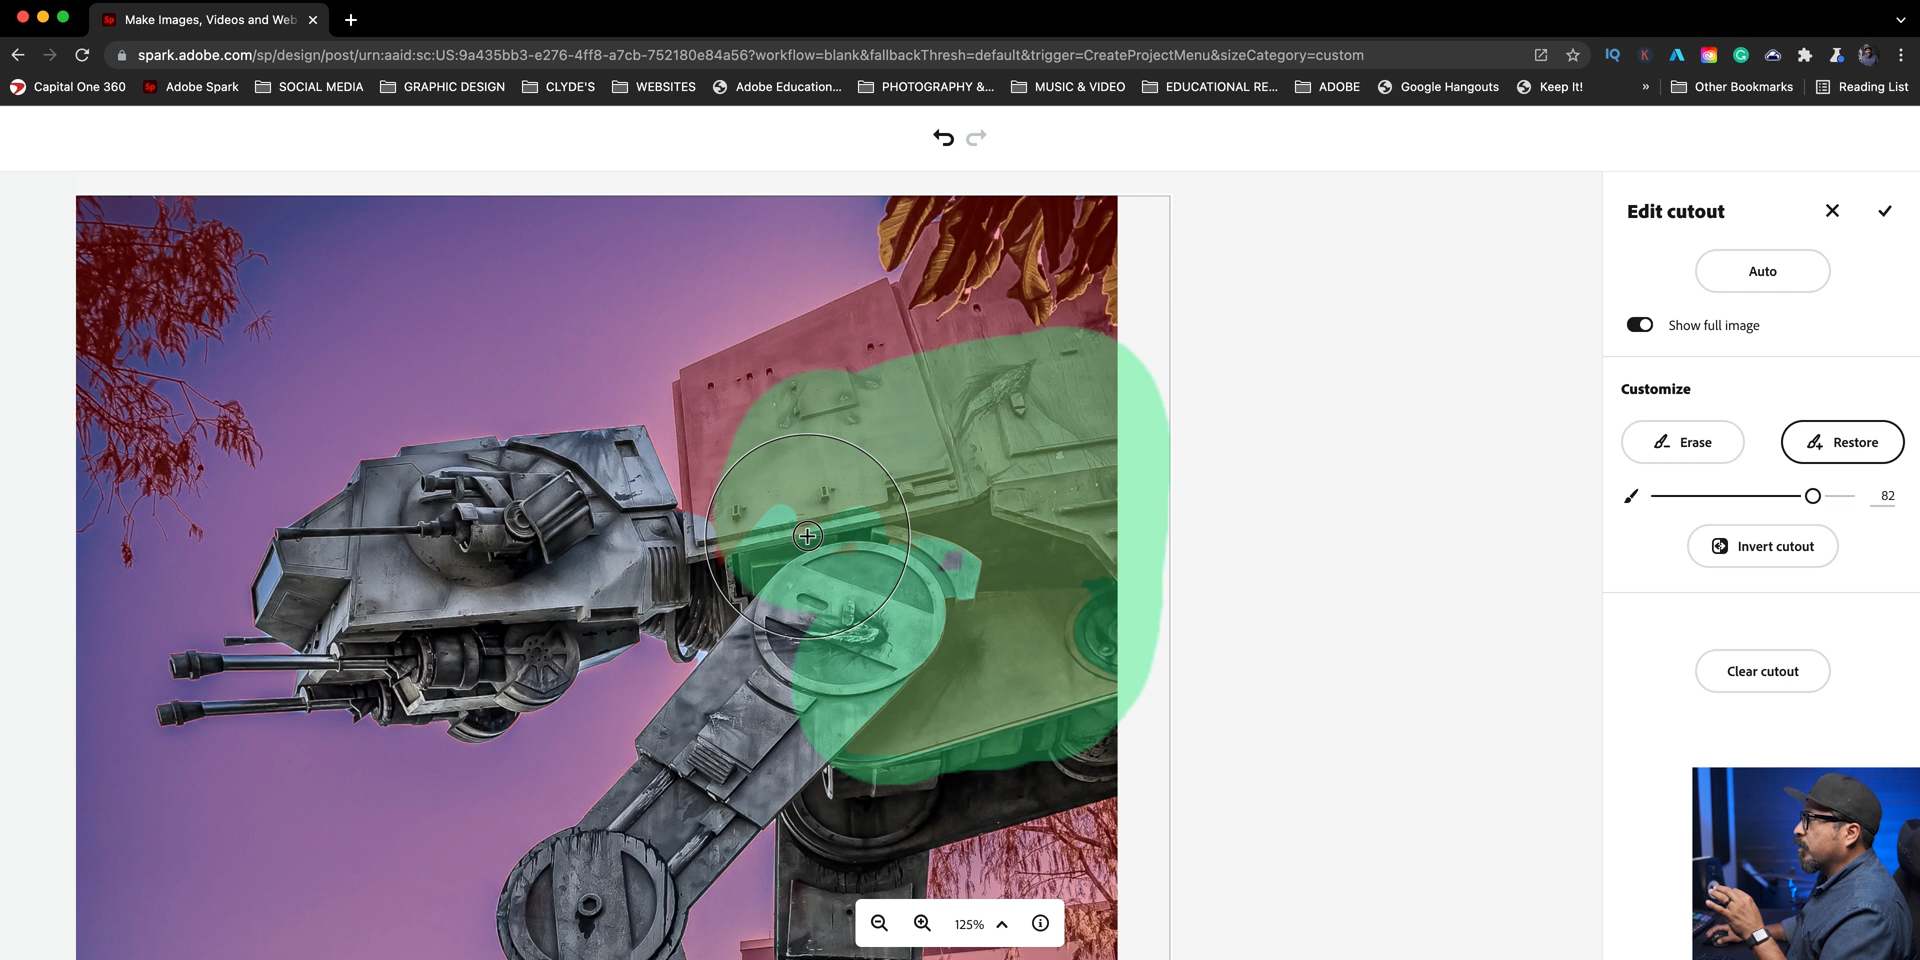 Sp Make Images, Videos and Web
spark.adobe.com/sp/design/post/urn:aaid:sc:US:9a435bb3-e276-4ff8-a7cb-752180e84a56?workflow=blank&fallbackThresh=default&trigger=CreateProjectMenu&sizeCategory=custom
IQ K
Capital One 360 Sp Adobe Spark SOCIAL MEDIA GRAPHIC DESIGN CLYDE'S WEBSITES Adobe Education... PHOTOGRAPHY &... MUSIC & VIDEO EDUCATIONAL RE... ADOBE Google Hangouts Keep It! » Other Bookmarks Reading List
Edit cutout
Auto
Show full image
Customize
Erase Restore
82
Invert cutout
Clear cutout
125%